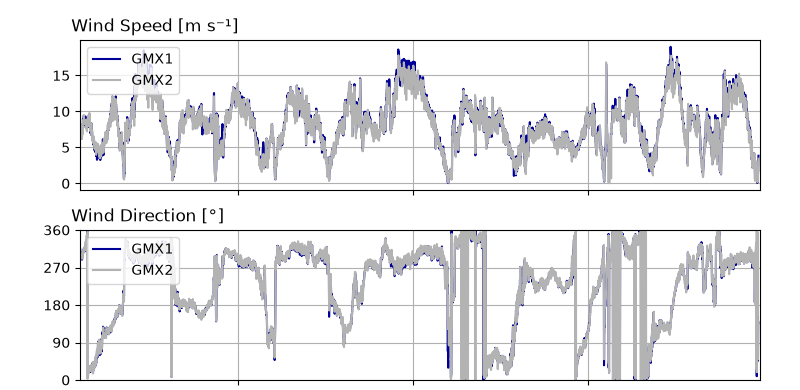 Wind Speed [m s⁻¹]
GMX1
GMX2
15
10
5
0
Wind Direction [°]
360
GMX1
GMX2
270
180
90
0